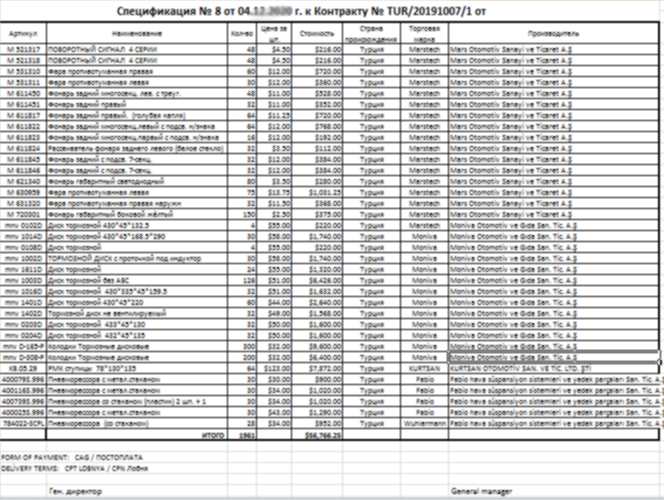 Спецификация № 8 от 04. г. к Контракту № TUR/20191007/1 от
Артикул НАИМЕНОВАНИЕ Кол-во Цена за шт. Стоимость Страна Торговая марка Производитель
M 521317 ПОВОРОТНЫЙ СИГНАЛ 4 СЕРИИ 48 $4.50 $216.00 Турция Marstech Mars Otomotiv Sanayi ve Ticaret A.Ş
M 521318 ПОВОРОТНЫЙ СИГНАЛ 4 СЕРИИ 48 $4.50 $216.00 Турция Marstech Mars Otomotiv Sanayi ve Ticaret A.Ş
M 531310 Фара противотуманная правая 60 $12.00 $720.00 Турция Marstech Mars Otomotiv Sanayi ve Ticaret A.Ş
M 531311 Фара противотуманная левая 30 $12.00 $360.00 Турция Marstech Mars Otomotiv Sanayi ve Ticaret A.Ş
M 611450 Фонарь задний многосекц. лев. с треуг. 48 $11.00 $528.00 Турция Marstech Mars Otomotiv Sanayi ve Ticaret A.Ş
M 611451 Фонарь задний правый 32 $11.00 $352.00 Турция Marstech Mars Otomotiv Sanayi ve Ticaret A.Ş
M 611817 Фонарь задний правый. (голубая капля) 64 $11.25 $720.00 Турция Marstech Mars Otomotiv Sanayi ve Ticaret A.Ş
M 611822 Фонарь задний многосекц.левый с подсв. н/знака 64 $12.00 $768.00 Турция Marstech Mars Otomotiv Sanayi ve Ticaret A.Ş
M 611823 Фонарь задний многосекц.правый с подсв. н/знака 16 $12.00 $192.00 Турция Marstech Mars Otomotiv Sanayi ve Ticaret A.Ş
M 611824 Рассеиватель фонаря заднего левого (белое стекло) 32 $3.50 $112.00 Турция Marstech Mars Otomotiv Sanayi ve Ticaret A.Ş
M 611845 Фонарь задний с подсв. 7-секц. 32 $12.00 $384.00 Турция Marstech Mars Otomotiv Sanayi ve Ticaret A.Ş
M 611846 Фонарь задний с подсв. 7-секц. 32 $12.00 $384.00 Турция Marstech Mars Otomotiv Sanayi ve Ticaret A.Ş
M 621340 Фонарь габаритный светодиодный 80 $3.50 $280.00 Турция Marstech Mars Otomotiv Sanayi ve Ticaret A.Ş
M 630959 Фара противотуманная левая 75 $13.75 $1,031.25 Турция Marstech Mars Otomotiv Sanayi ve Ticaret A.Ş
M 631320 Фара противотуманная правая наружн 32 $11.50 $368.00 Турция Marstech Mars Otomotiv Sanayi ve Ticaret A.Ş
M 720301 Фонарь габаритный боковой жёлтый 150 $2.50 $375.00 Турция Marstech Mars Otomotiv Sanayi ve Ticaret A.Ş
mnv 0102D Диск тормозной 430*45*132.5 4 $55.00 $220.00 Турция Moniva Moniva Otomotiv ve Gida San. Tic. A.Ş
mnv 1014D Диск тормозной 430*45*168.5*290 30 $58.00 $1,740.00 Турция Moniva Moniva Otomotiv ve Gida San. Tic. A.Ş
mnv 0108D Диск тормозной 4 $55.00 $220.00 Турция Moniva Moniva Otomotiv ve Gida San. Tic. A.Ş
mnv 1002D ТОРМОЗНОЙ ДИСК с проточкой под индуктор 30 $58.00 $1,740.00 Турция Moniva Moniva Otomotiv ve Gida San. Tic. A.Ş
mnv 1611D Диск тормозной 24 $55.00 $1,320.00 Турция Moniva Moniva Otomotiv ve Gida San. Tic. A.Ş
mnv 1003D Диск тормозной без АБС 126 $51.00 $6,426.00 Турция Moniva Moniva Otomotiv ve Gida San. Tic. A.Ş
mnv 1016D Диск тормозной 430*335*45*159.5 32 $51.00 $1,632.00 Турция Moniva Moniva Otomotiv ve Gida San. Tic. A.Ş
mnv 1401D Диск тормозной 430*45*220 60 $44.00 $2,640.00 Турция Moniva Moniva Otomotiv ve Gida San. Tic. A.Ş
mnv 1402D Тормозной диск не вентилируемый 32 $49.00 $1,568.00 Турция Moniva Moniva Otomotiv ve Gida San. Tic. A.Ş
mnv 0203D Диск тормозной 433*45*130 32 $50.00 $1,600.00 Турция Moniva Moniva Otomotiv ve Gida San. Tic. A.Ş
mnv 0204D Диск тормозной 432*45*135 32 $50.00 $1,600.00 Турция Moniva Moniva Otomotiv ve Gida San. Tic. A.Ş
mnv D-165-P Колодки Тормозные дисковые 300 $32.00 $9,600.00 Турция Moniva Moniva Otomotiv ve Gida San. Tic. A.Ş
mnv D-308-P Колодки Тормозные дисковые 200 $32.00 $6,400.00 Турция Moniva Moniva Otomotiv ve Gida San. Tic. A.Ş
K8.05.29 РМК ступицы 78*130*135 64 $123.00 $7,872.00 Турция KURTSAN KURTSAN OTOMOTİV SAN. VE TİC. LTD. ŞTİ
400079S.996 Пневморессора с метал.стаканом 30 $30.00 $900.00 Турция Fabio Fabio hava süspansiyon sistemleri ve yedek parçaları San. Tic. A.Ş
400116S.996 Пневморессора с метал.стаканом 30 $34.00 $1,020.00 Турция Fabio Fabio hava süspansiyon sistemleri ve yedek parçaları San. Tic. A.Ş
400739S.996 Пневморессора со стаканом (пластик) 2 шп. + 1 30 $34.00 $1,020.00 Турция Fabio Fabio hava süspansiyon sistemleri ve yedek parçaları San. Tic. A.Ş
400025S.996 Пневморессора с метал.стаканом 30 $43.00 $1,290.00 Турция Fabio Fabio hava süspansiyon sistemleri ve yedek parçaları San. Tic. A.Ş
784022-3CPL Пневморессора (со стаканом) 28 $34.00 $952.00 Турция Wuhlermann Fabio hava süspansiyon sistemleri ve yedek parçaları San. Tic. A.Ş
ИТОГО 1961 $56,766.25
FORM OF PAYMENT: CAG / ПОСТОПЛАТА
DELIVERY TERMS: CPT LOBNYA / CPN Лобня
Ген. директор General manager